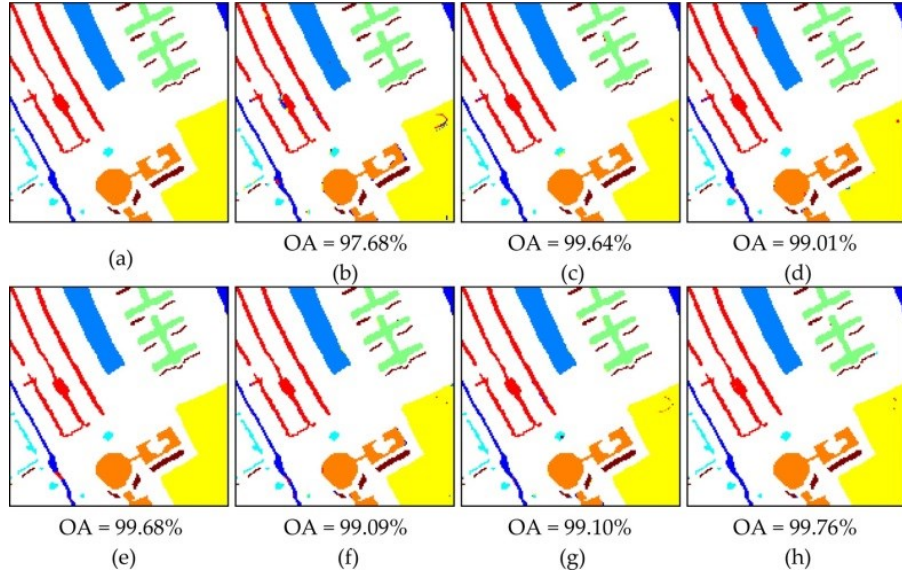 (a)
OA = 97.68%
(b)
OA = 99.64%
(c)
OA = 99.01%
(d)
OA = 99.68%
(e)
OA = 99.09%
(f)
OA = 99.10%
(g)
OA = 99.76%
(h)